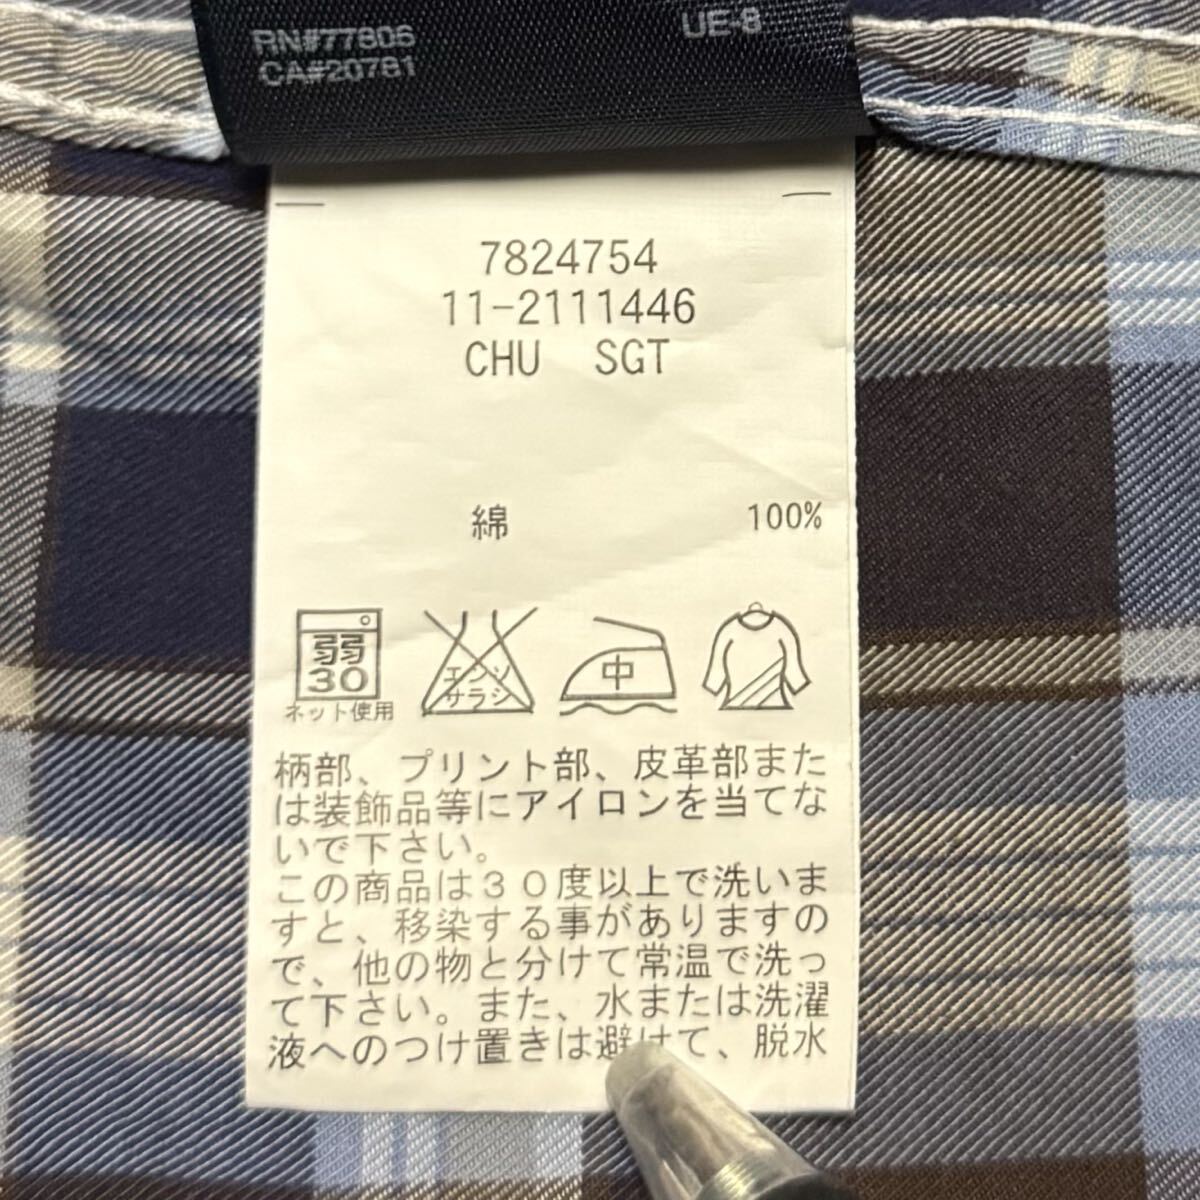 RN#77806
CA#20781
UE-8
7824754
11-2111446
CHU SGT
綿 100%
弱
30
ネット使用
エンソ
サラシ
中
柄部、プリント部、皮革部また
は装飾品等にアイロンを当てな
いで下さい。
この商品は30度以上で洗いま
すと、移染する事がありますの
で、他の物と分けて常温で洗っ
て下さい。また、水または洗濯
液へのつけ置きは避けて、脱水